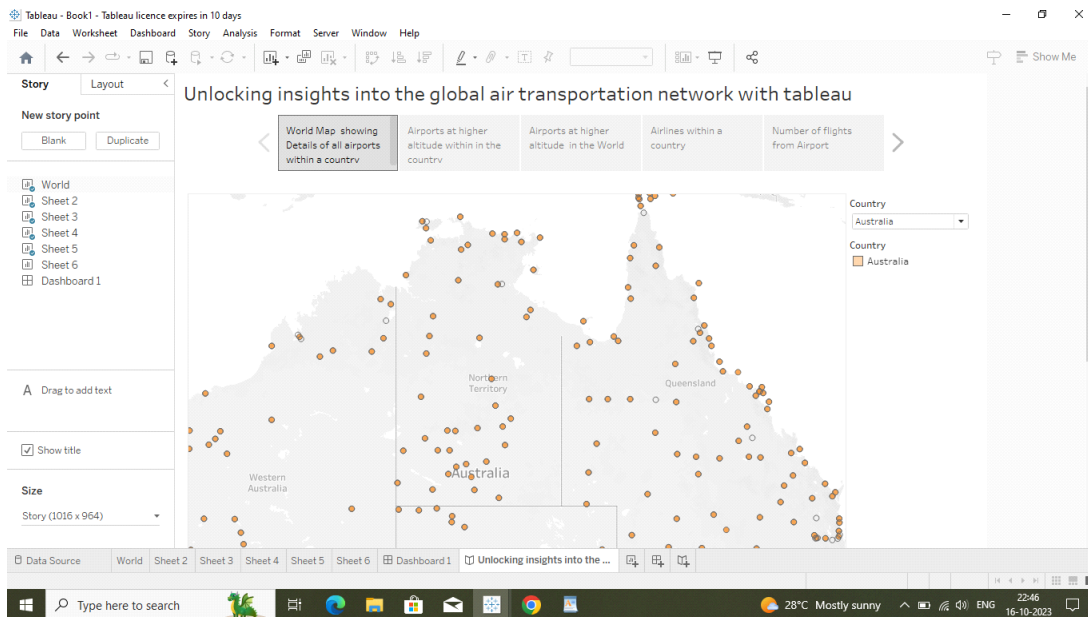 Tableau - Book1 - Tableau licence expires in 10 days
File Data Worksheet Dashboard Story Analysis Format Server Window Help
Show Me
Story Layout
New story point
Blank Duplicate
World
Sheet 2
Sheet 3
Sheet 4
Sheet 5
Sheet 6
Dashboard 1
A Drag to add text
Show title
Size
Story (1016 x 964)
Unlocking insights into the global air transportation network with tableau
World Map showing
Details of all airports
within a country
Airports at higher
altitude within in the
country
Airports at higher
altitude in the World
Airlines within a
country
Number of flights
from Airport
Northern
Territory
Queensland
Western
Australia
Australia
Country
Australia
Country
Australia
Data Source World Sheet 2 Sheet 3 Sheet 4 Sheet 5 Sheet 6 Dashboard 1 Unlocking insights into the ...
Type here to search
28°C Mostly sunny
ENG
22:46
16-10-2023